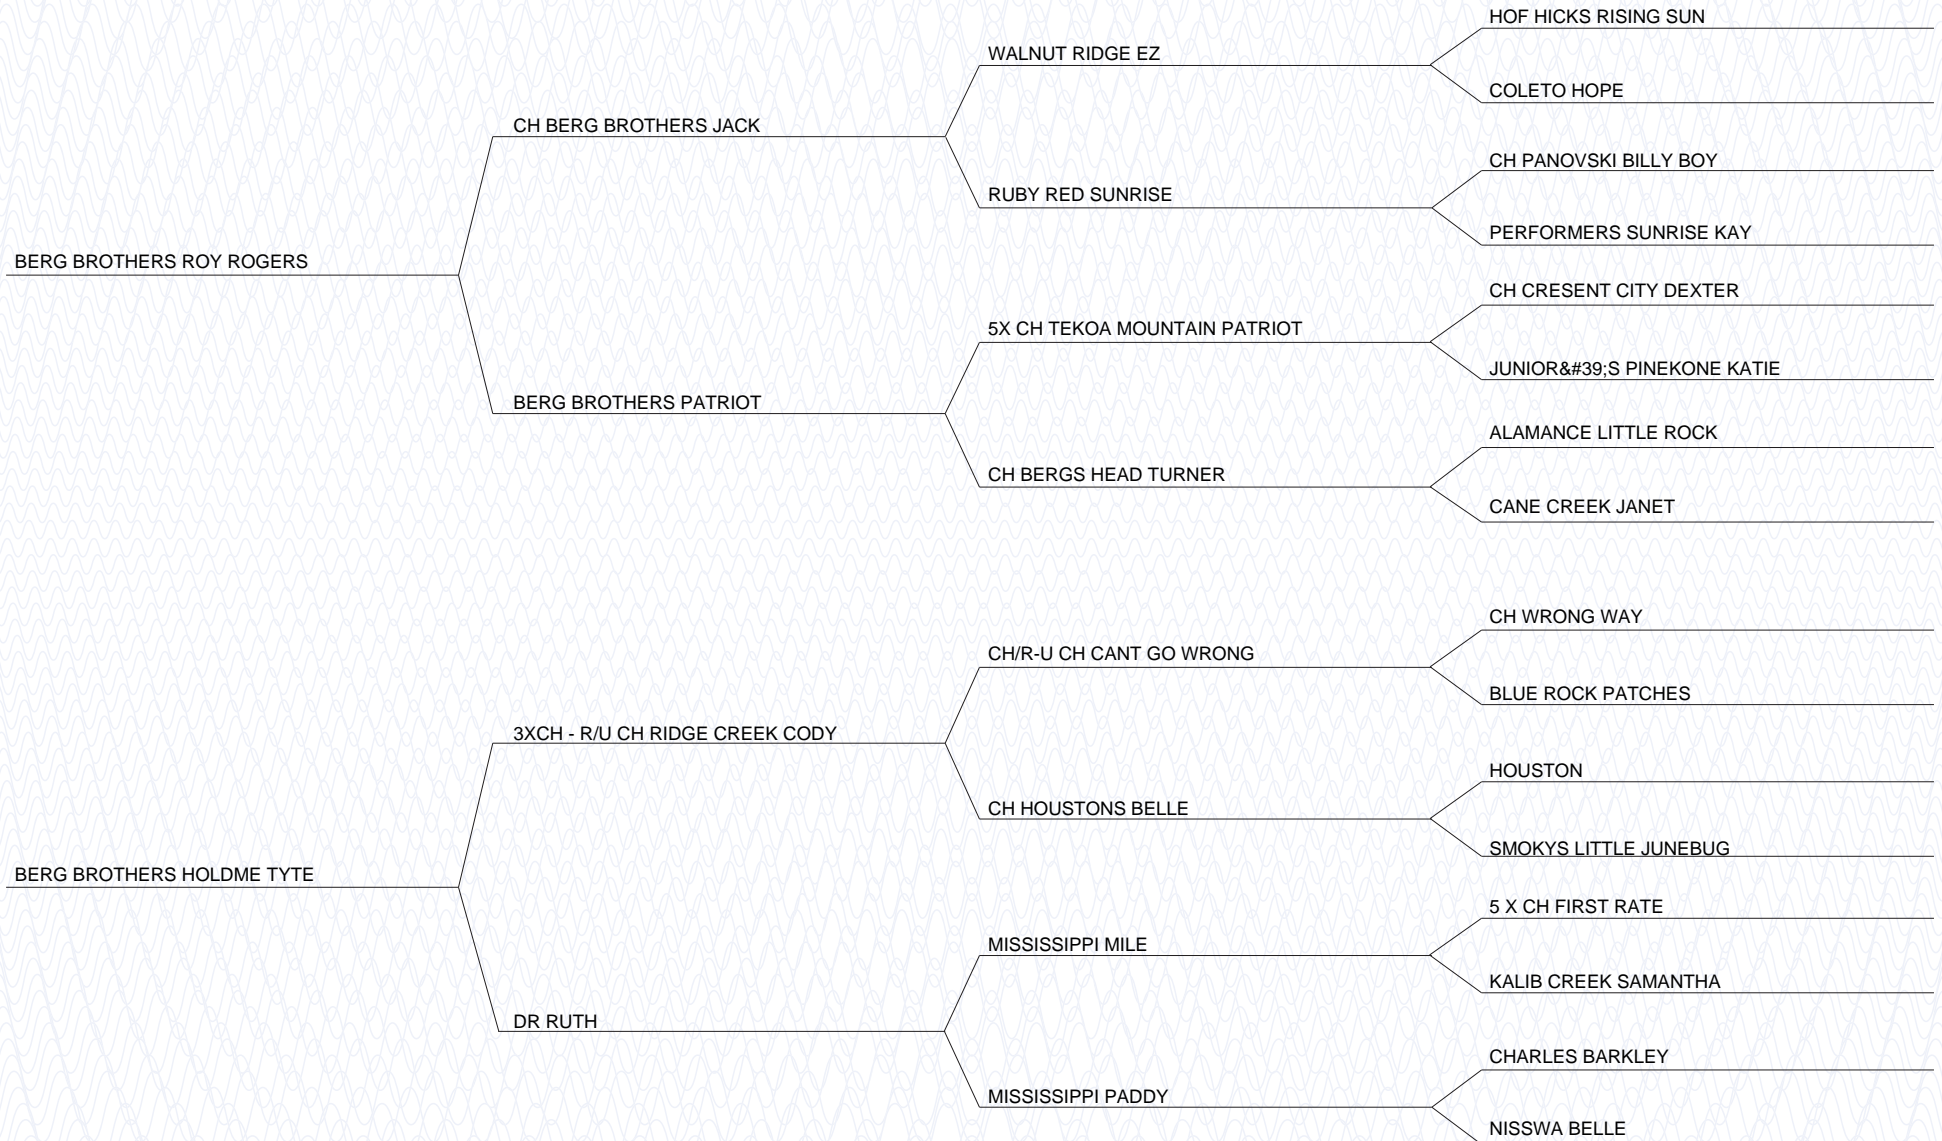 HOF HICKS RISING SUN
WALNUT RIDGE EZ
COLETO HOPE
CH BERG BROTHERS JACK
CH PANOVSKI BILLY BOY
RUBY RED SUNRISE
PERFORMERS SUNRISE KAY
BERG BROTHERS ROY ROGERS
CH CRESENT CITY DEXTER
5X CH TEKOA MOUNTAIN PATRIOT
JUNIOR&#39;S PINEKONE KATIE
BERG BROTHERS PATRIOT
ALAMANCE LITTLE ROCK
CH BERGS HEAD TURNER
CANE CREEK JANET
CH WRONG WAY
CH/R-U CH CANT GO WRONG
BLUE ROCK PATCHES
3XCH - R/U CH RIDGE CREEK CODY
HOUSTON
CH HOUSTONS BELLE
SMOKYS LITTLE JUNEBUG
BERG BROTHERS HOLDME TYTE
5 X CH FIRST RATE
MISSISSIPPI MILE
KALIB CREEK SAMANTHA
DR RUTH
CHARLES BARKLEY
MISSISSIPPI PADDY
NISSWA BELLE